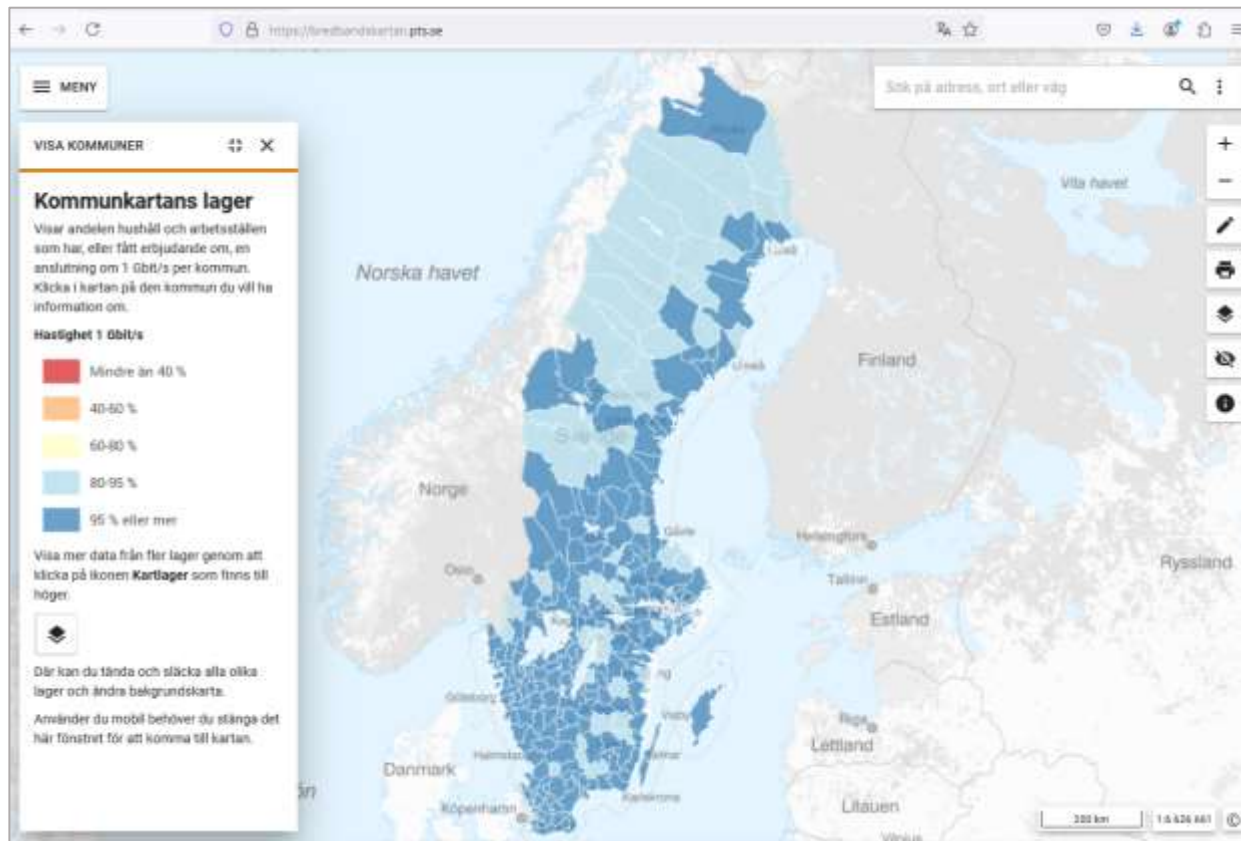 https://bredbandskartan.pts.se
MENY
Sök på adress, ort eller väg
VISA KOMMUNER
Kommunkartans lager
Visar andelen hushåll och arbetsställen
som har, eller fått erbjudande om, en
anslutning om 1 Gbit/s per kommun.
Klicka i kartan på den kommun du vill ha
information om.
Hastighet 1 Gbit/s
Mindre än 40 %
40-60 %
60-80 %
80-95 %
95 % eller mer
Visa mer data från fler lager genom att
klicka på ikonen Kartlager som finns till
höger.
Där kan du tända och släcka alla olika
lager och ändra bakgrundskarta.
Använder du mobil behöver du stänga det
här fönstret för att komma till kartan.
Vita havet
Luleå
Norska havet
Finland
Umeå
Norge
Gävle
Helsingfors
Oslo
Ryssland
Tallinn
Estland
Göteborg
Visby
Riga
Lettland
Halmstad
Kalmar
Danmark
Karlskrona
Köpenhamn
Litauen
Vilnius
200 km
1:6 626 661